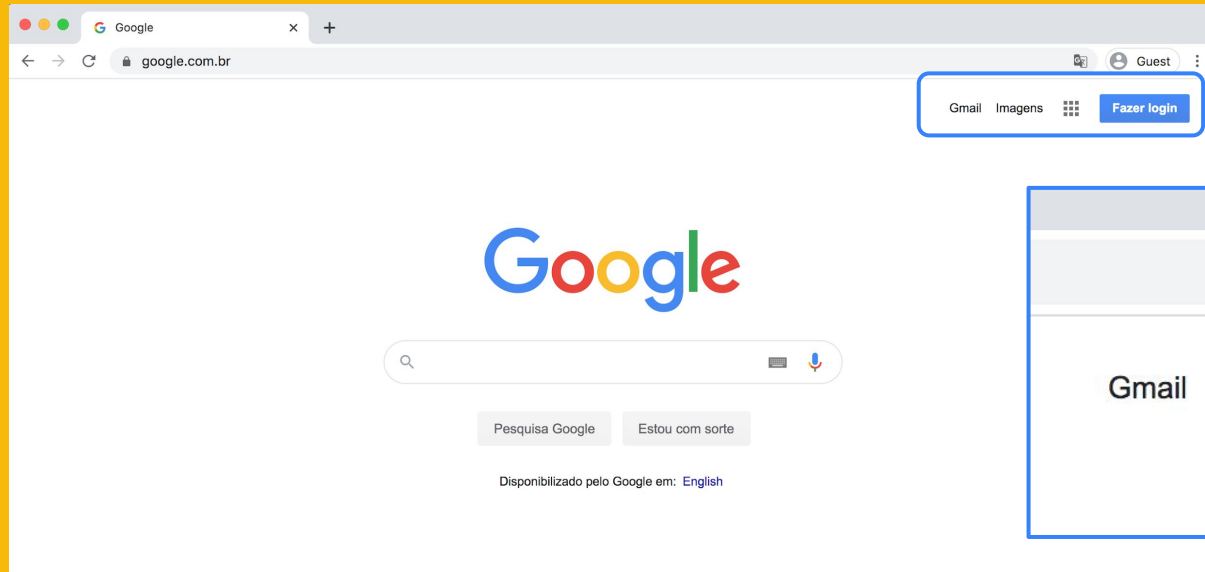 Google
google.com.br
Guest
Gmail Imagens Fazer login
Google
Gmail
Pesquisa Google Estou com sorte
Disponibilizado pelo Google em: English